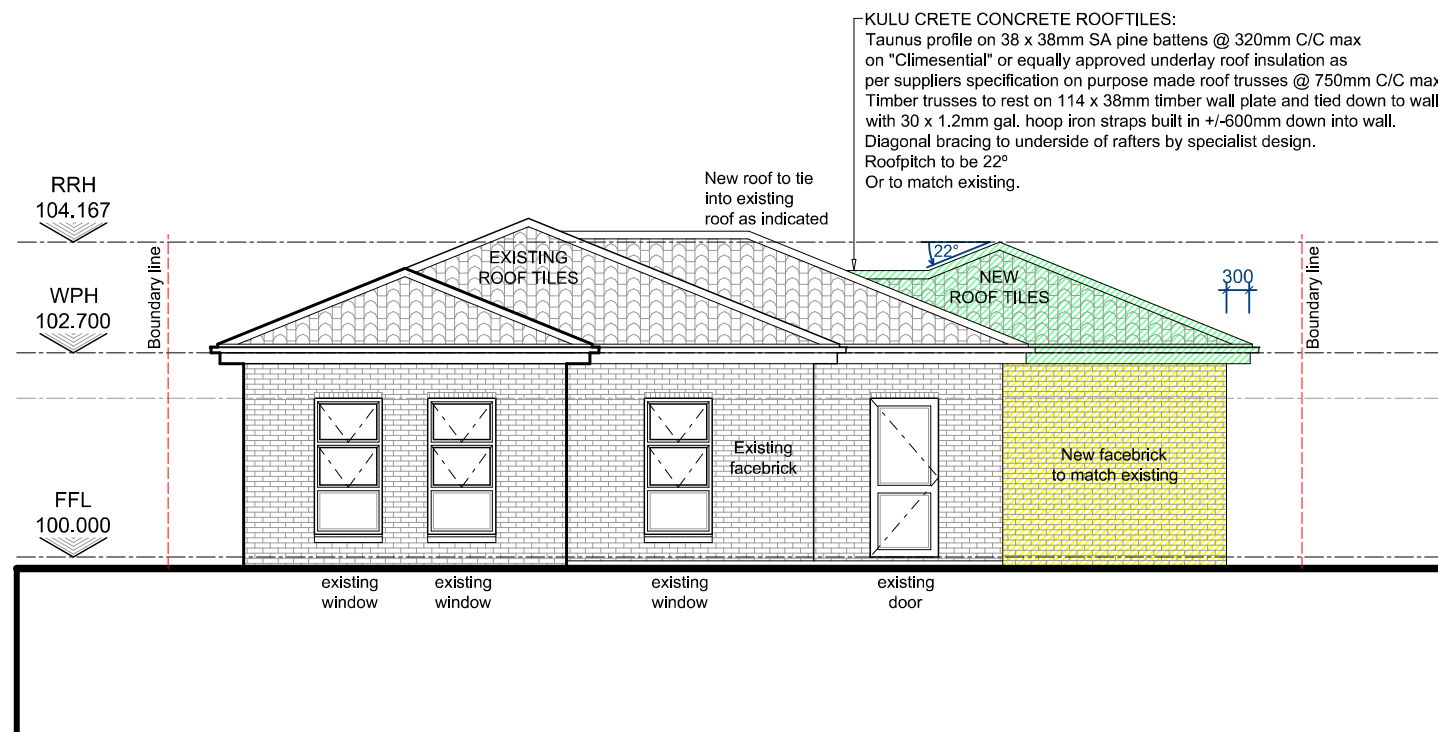 KULU CRETE CONCRETE ROOFTILES:
Taunus profile on 38 x 38mm SA pine battens @ 320mm C/C max
on "Climesential" or equally approved underlay roof insulation as
per suppliers specification on purpose made roof trusses @ 750mm C/C max
Timber trusses to rest on 114 x 38mm timber wall plate and tied down to wall
with 30 x 1.2mm gal. hoop iron straps built in +/-600mm down into wall.
Diagonal bracing to underside of rafters by specialist design.
Roofpitch to be 22º
Or to match existing.
New roof to tie
into existing
roof as indicated
RRH
104.167
WPH
102.700
FFL
100.000
Boundary line
EXISTING
ROOF TILES
22°
NEW
ROOF TILES
300
Boundary line
Existing
facebrick
New facebrick
to match existing
existing
window
existing
window
existing
window
existing
door